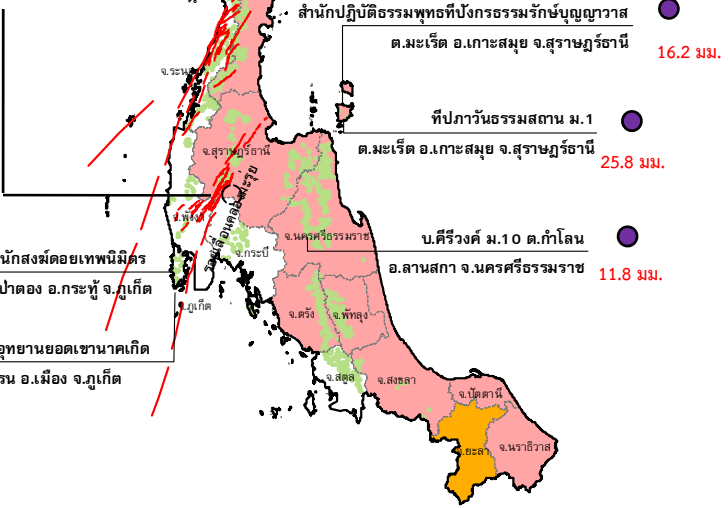 สำนักปฏิบัติธรรมพุทธทีปังกรธรรมรักษ์บุญญาวาส
ต.มะเร็ต อ.เกาะสมุย จ.สุราษฎร์ธานี
16.2 มม.
ทีปภาวันธรรมสถาน ม.1
ต.มะเร็ต อ.เกาะสมุย จ.สุราษฎร์ธานี
25.8 มม.
บ.คีรีวงศ์ ม.10 ต.กำโลน
อ.ลานสกา จ.นครศรีธรรมราช
11.8 มม.
นักสงฆ์ดอยเทพนิมิตร
ป่าตอง อ.กระทู้ จ.ภูเก็ต
อุทยานยอดเขานาคเกิด
รน อ.เมือง จ.ภูเก็ต
จ.ระนอง
จ.สุราษฎร์ธานี
จ.พังงา
รอยเลื่อนคลองมะรุ่ย
จ.นครศรีธรรมราช
จ.กระบี่
จ.ภูเก็ต
จ.ตรัง
จ.พัทลุง
จ.สตูล
จ.สงขลา
จ.ปัตตานี
จ.ยะลา
จ.นราธิวาส